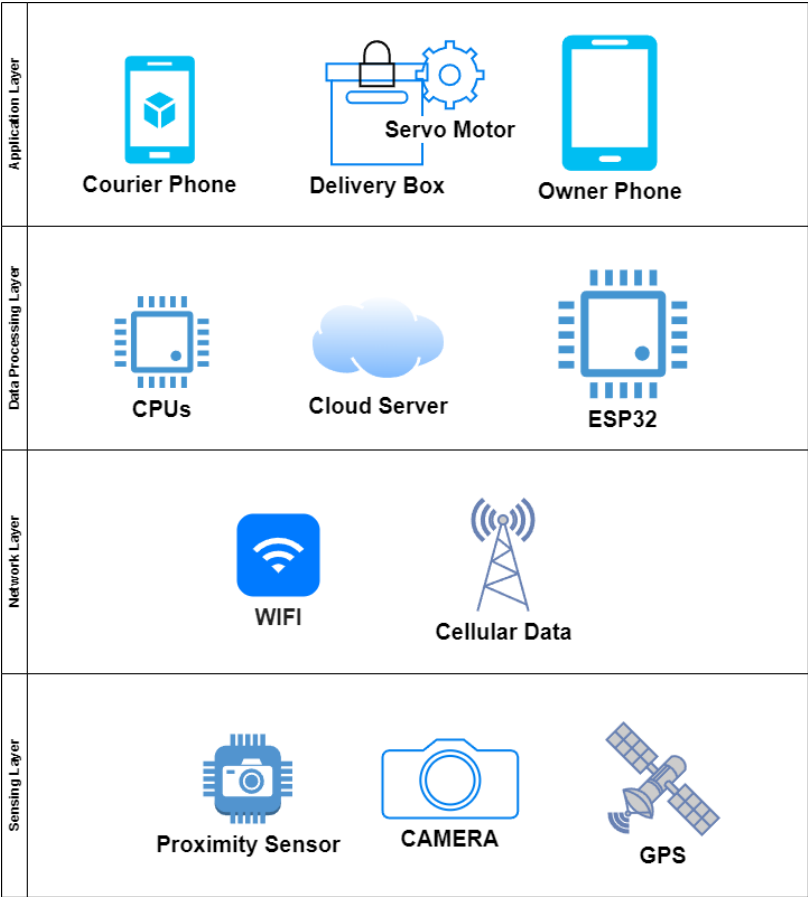 Application Layer
Servo Motor
Courier Phone
Delivery Box
Owner Phone
Data Processing Layer
CPUs
Cloud Server
ESP32
Network Layer
WIFI
Cellular Data
Sensing Layer
Proximity Sensor
CAMERA
GPS